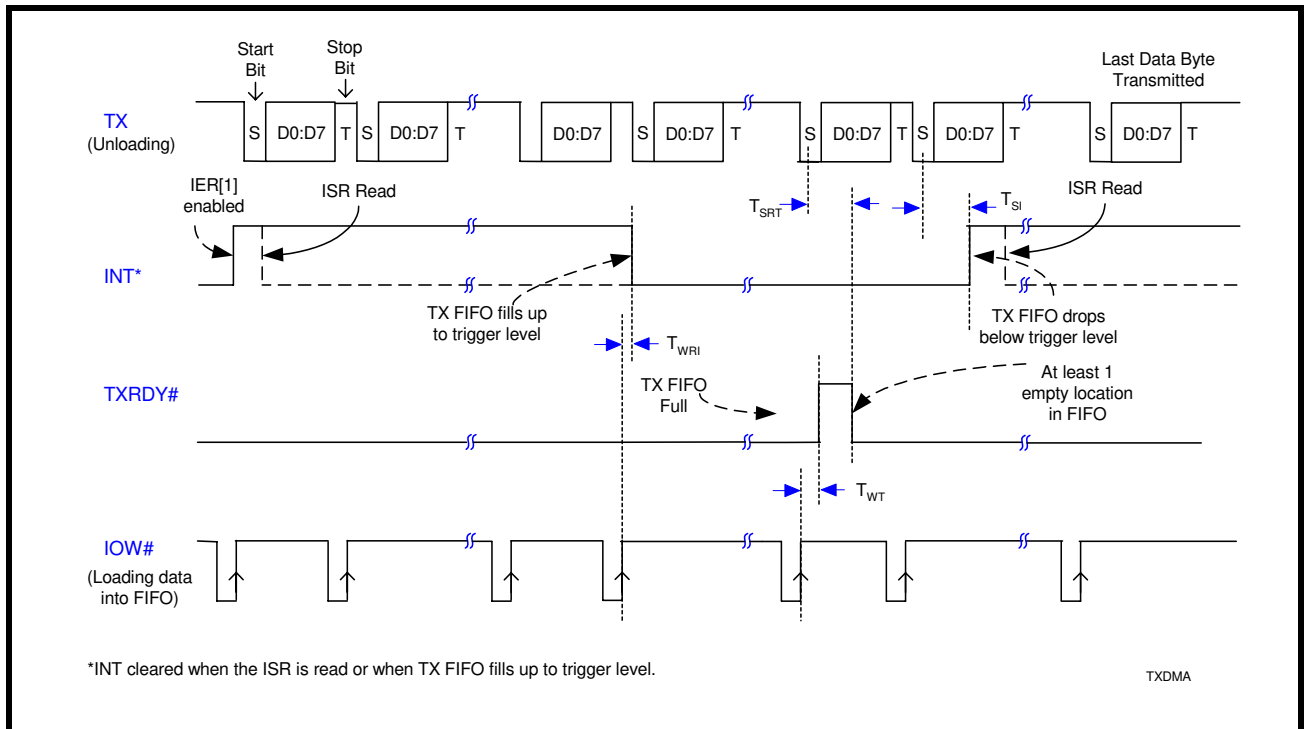 Start
Bit
Stop
Bit
Last Data Byte
Transmitted
TX
(Unloading)
S D0:D7 T S D0:D7 T D0:D7 S D0:D7 T S D0:D7 T S D0:D7 T S D0:D7 T
IER[1]
enabled
ISR Read
TSRT
TSI
ISR Read
INT*
TX FIFO fills up
to trigger level
TX FIFO drops
below trigger level
TWRI
TXRDY#
TX FIFO
Full
At least 1
empty location
in FIFO
TWT
IOW#
(Loading data
into FIFO)
*INT cleared when the ISR is read or when TX FIFO fills up to trigger level.
TXDMA